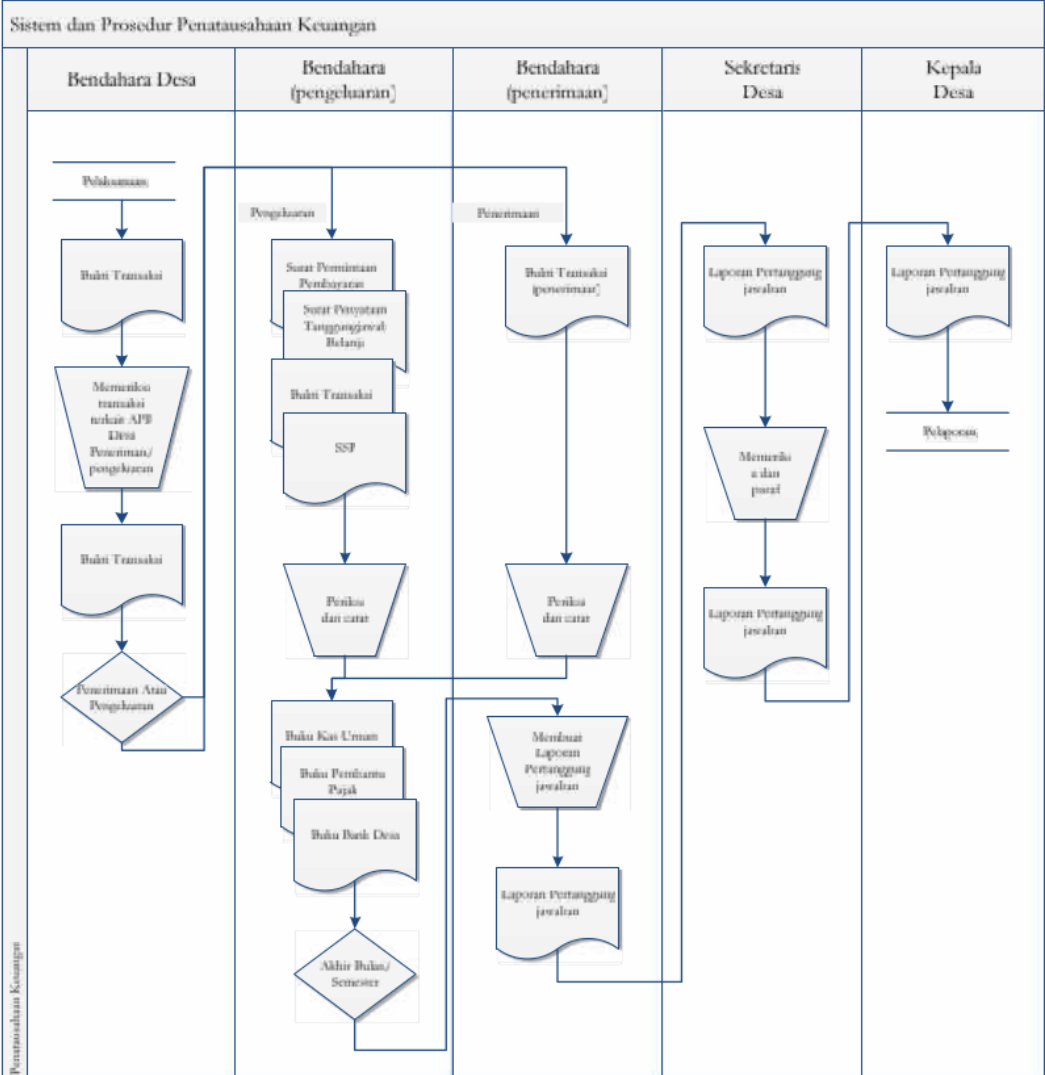 Sistem dan Prosedur Penatausahaan Keuangan
Bendahara Desa
Bendahara
(pengeluaran)
Bendahara
(penerimaan)
Sekretaris
Desa
Kepala
Desa
Pelaksanaan
Bukti Transaksi
Memeriksa
transaksi
terkait APB
Desa
Peneriman/
pengeluaran
Bukti Transaksi
Penerimaan Atau
Pengeluaran
Pengeluaran
Surat Permintaan
Pembayaran
Surat Penyataan
Tanggungjawab
Belanja
Bukti Transaksi
SSP
Periksa
dan catat
Buku Kas Umum
Buku Pembantu
Pajak
Buku Bank Desa
Akhir Bulan/
Semester
Penerimaan
Bukti Transaksi
(penerimaan)
Periksa
dan catat
Membuat
Laporan
Pertanggung
jawaban
Laporan Pertanggung
jawaban
Laporan Pertanggung
jawaban
Memeriks
a dan
paraf
Laporan Pertanggung
jawaban
Laporan Pertanggung
jawaban
Pelaporan
Penatausahaan Keuangan